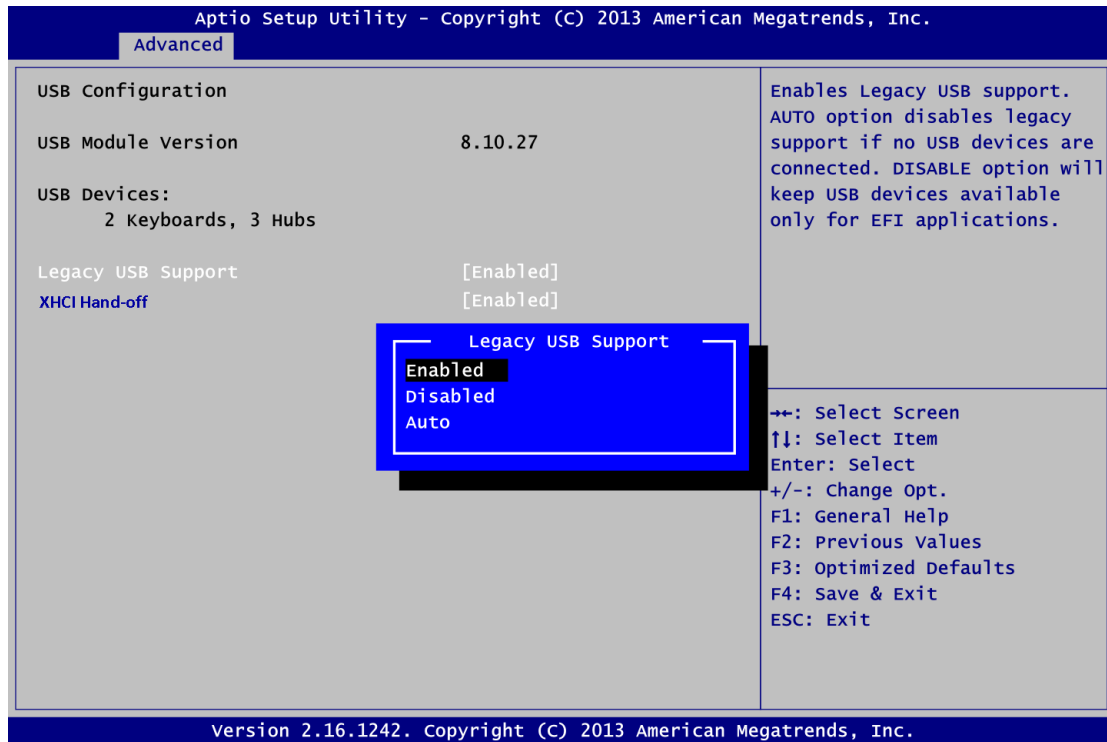 Aptio Setup Utility – Copyright (C) 2013 American Megatrends, Inc.
Advanced
USB Configuration
USB Module Version 8.10.27
USB Devices:
2 Keyboards, 3 Hubs
Legacy USB Support [Enabled]
XHCI Hand-off [Enabled]
Legacy USB Support
Enabled
Disabled
Auto
Enables Legacy USB support.
AUTO option disables legacy
support if no USB devices are
connected. DISABLE option will
keep USB devices available
only for EFI applications.
→←: Select Screen
↑↓: Select Item
Enter: Select
+/-: Change Opt.
F1: General Help
F2: Previous Values
F3: Optimized Defaults
F4: Save & Exit
ESC: Exit
Version 2.16.1242. Copyright (C) 2013 American Megatrends, Inc.